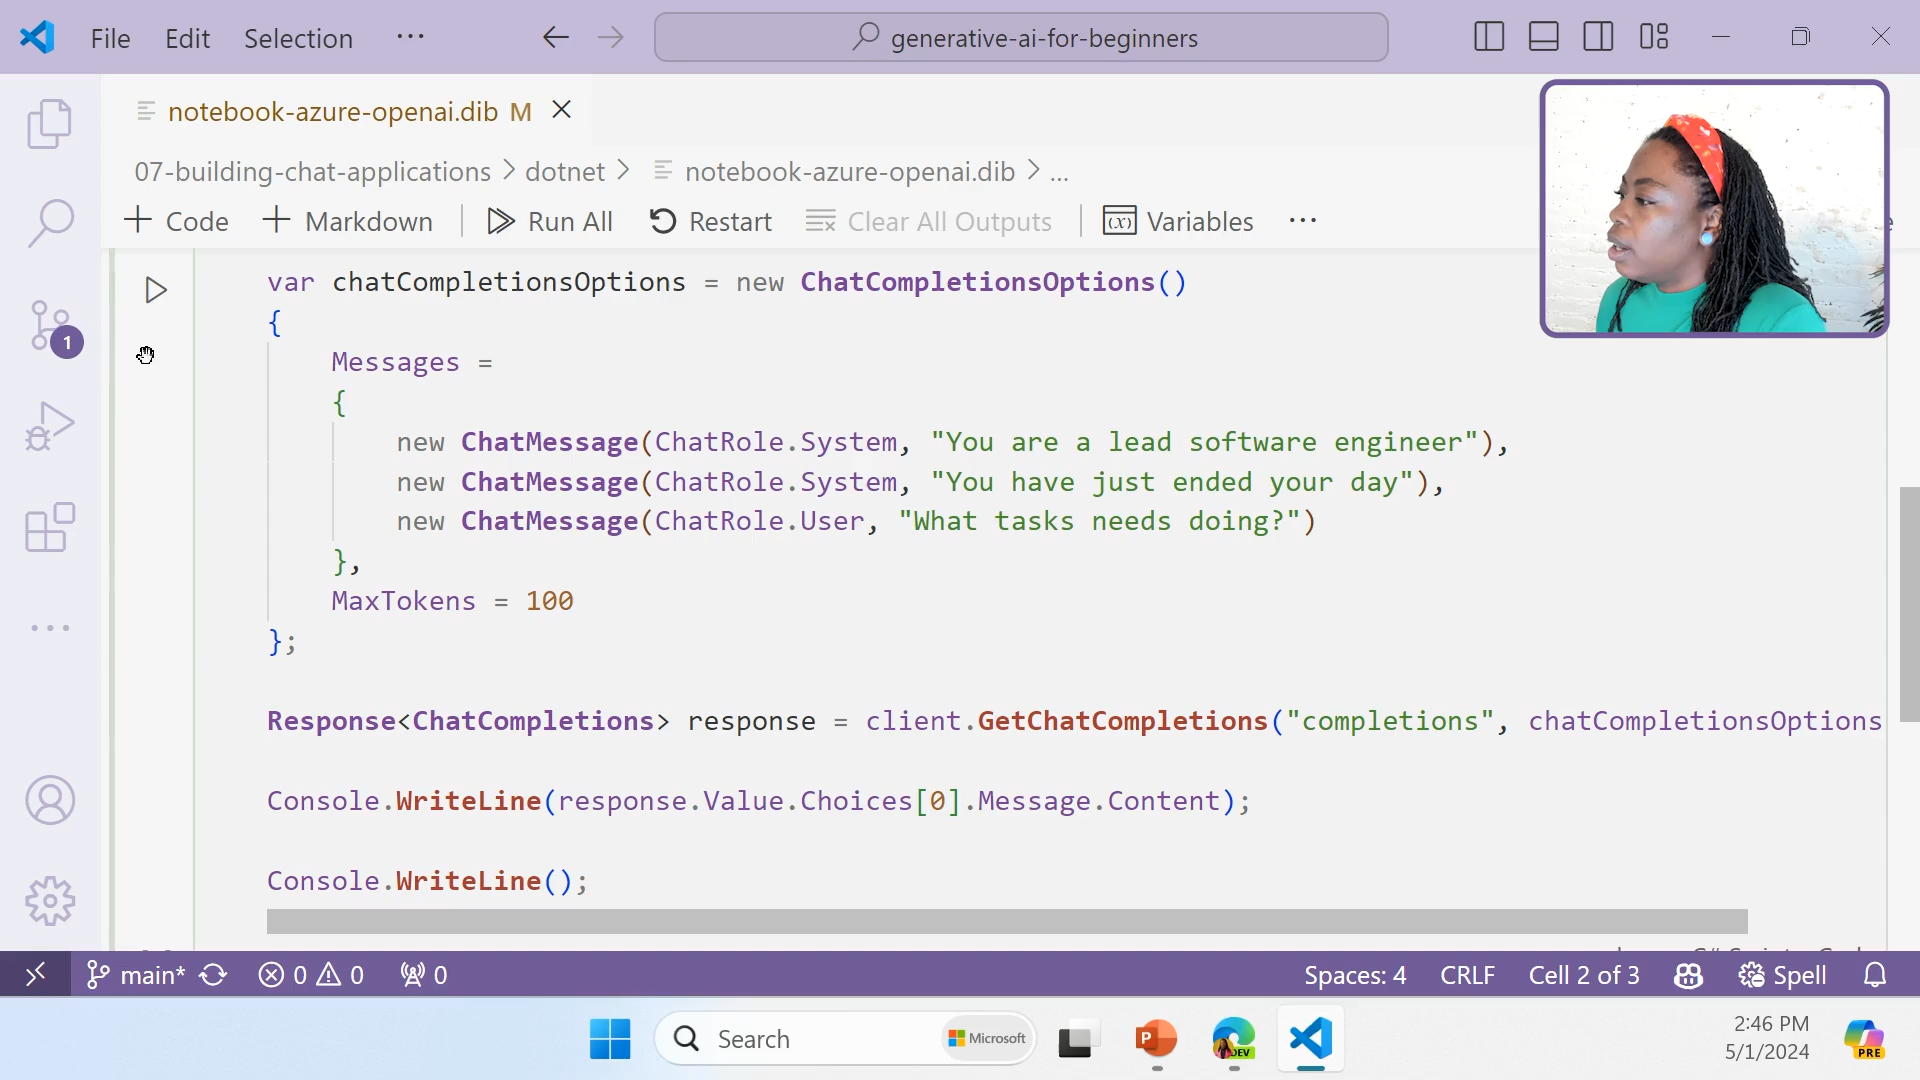 File Edit Selection ··· generative-ai-for-beginners
notebook-azure-openai.dib M
07-building-chat-applications > dotnet > notebook-azure-openai.dib > ...
Code Markdown Run All Restart Clear All Outputs Variables ···
var chatCompletionsOptions = new ChatCompletionsOptions()
{
Messages =
{
new ChatMessage(ChatRole.System, "You are a lead software engineer"),
new ChatMessage(ChatRole.System, "You have just ended your day"),
new ChatMessage(ChatRole.User, "What tasks needs doing?")
},
MaxTokens = 100
};
Response<ChatCompletions> response = client.GetChatCompletions("completions", chatCompletionsOptions
Console.WriteLine(response.Value.Choices[0].Message.Content);
Console.WriteLine();
1
main* 0 0 0 Spaces: 4 CRLF Cell 2 of 3 Spell
Search Microsoft P DEV
2:46 PM
5/1/2024
PRE